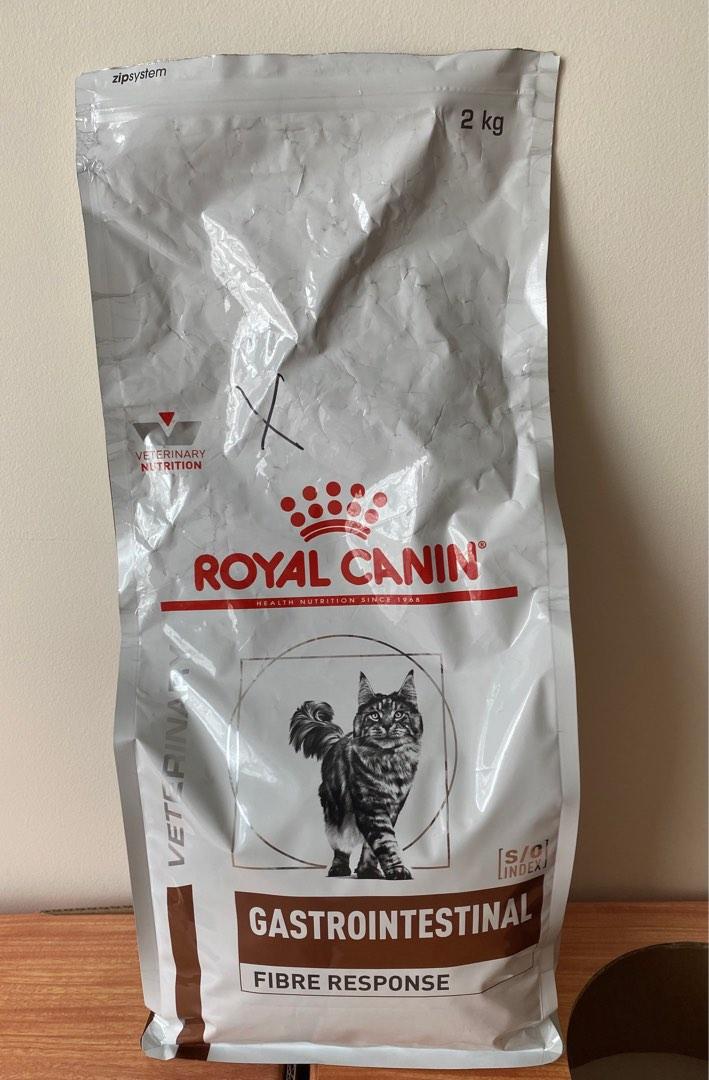 zipsystem
2 kg
X
VETERINARY
NUTRITION
ROYAL CANIN®
HEALTH NUTRITION SINCE 1968
VETERINARY
[S/O
INDEX]
GASTROINTESTINAL
FIBRE RESPONSE